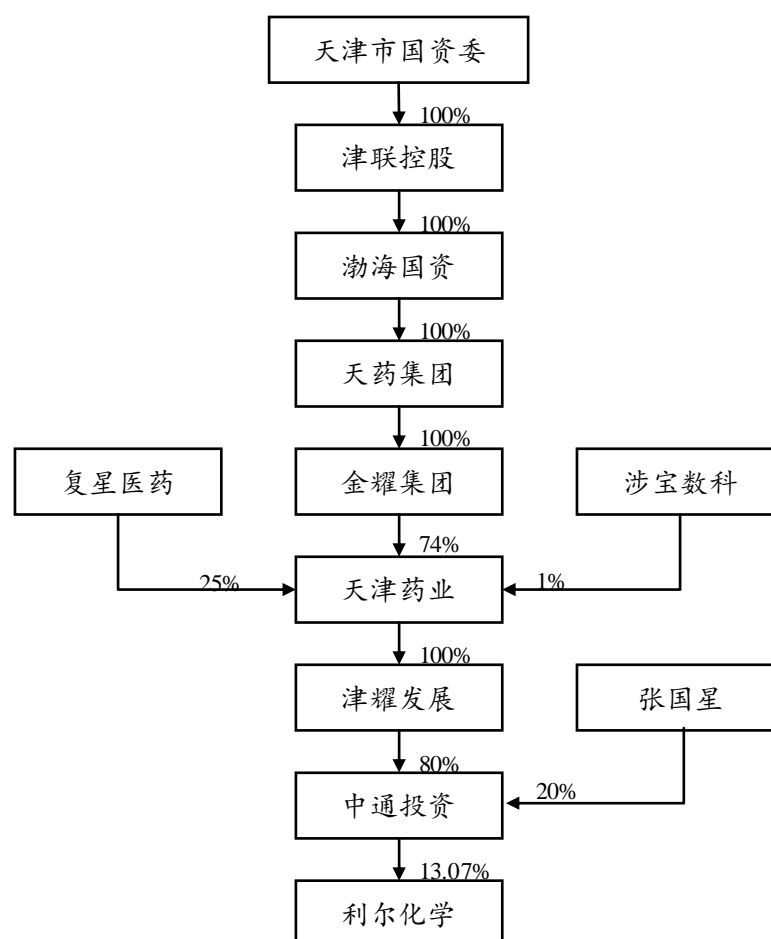 天津市国资委
100%
津联控股
100%
渤海国资
100%
天药集团
100%
复星医药
金耀集团
涉宝数科
74%
25%
天津药业
1%
100%
津耀发展
张国星
80%
中通投资
20%
13.07%
利尔化学